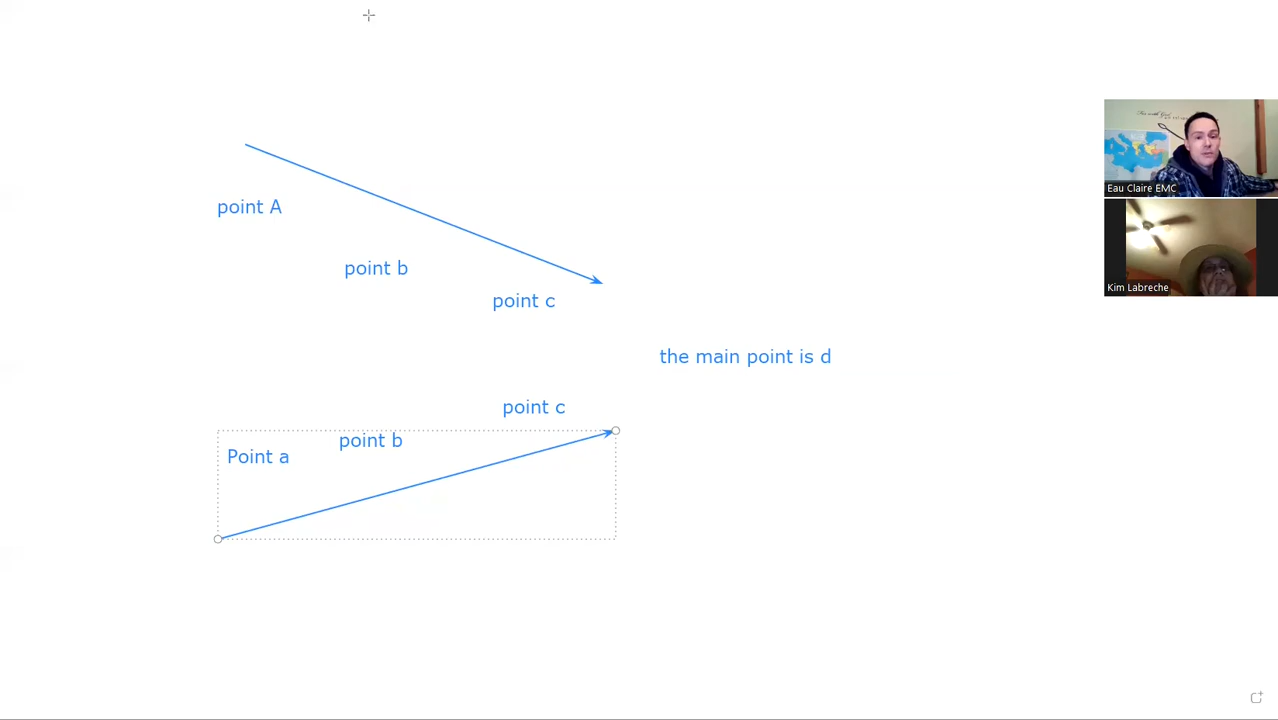 point A
point b
point c
the main point is d
point c
point b
Point a
Eau Claire EMC
Kim Labreche